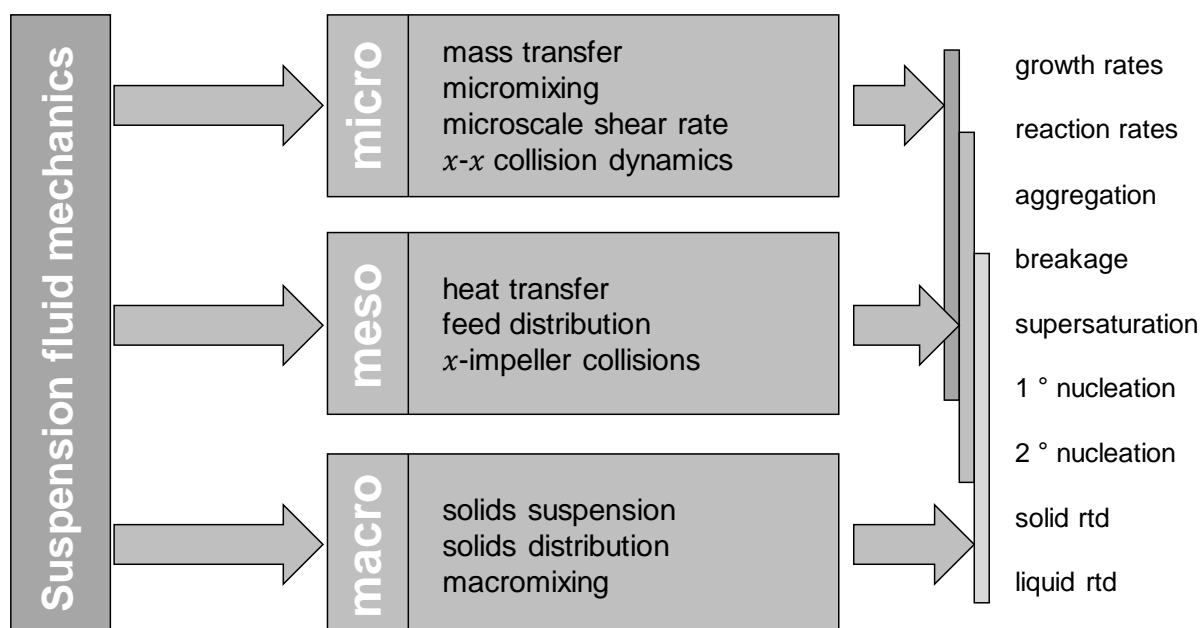 Suspension fluid mechanics
micro
mass transfer
micromixing
microscale shear rate
𝑥-𝑥 collision dynamics
meso
heat transfer
feed distribution
𝑥-impeller collisions
macro
solids suspension
solids distribution
macromixing
growth rates
reaction rates
aggregation
breakage
supersaturation
1 ° nucleation
2 ° nucleation
solid rtd
liquid rtd